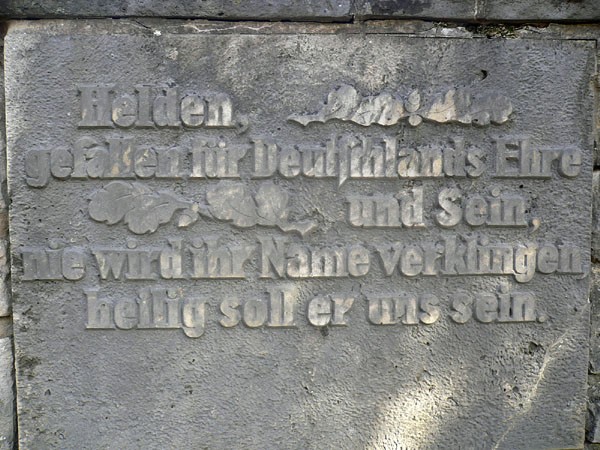 Helden,
gefallen für Deutschlands Ehre
und Sein,
nie wird ihr Name verklingen,
heilig soll er uns sein.